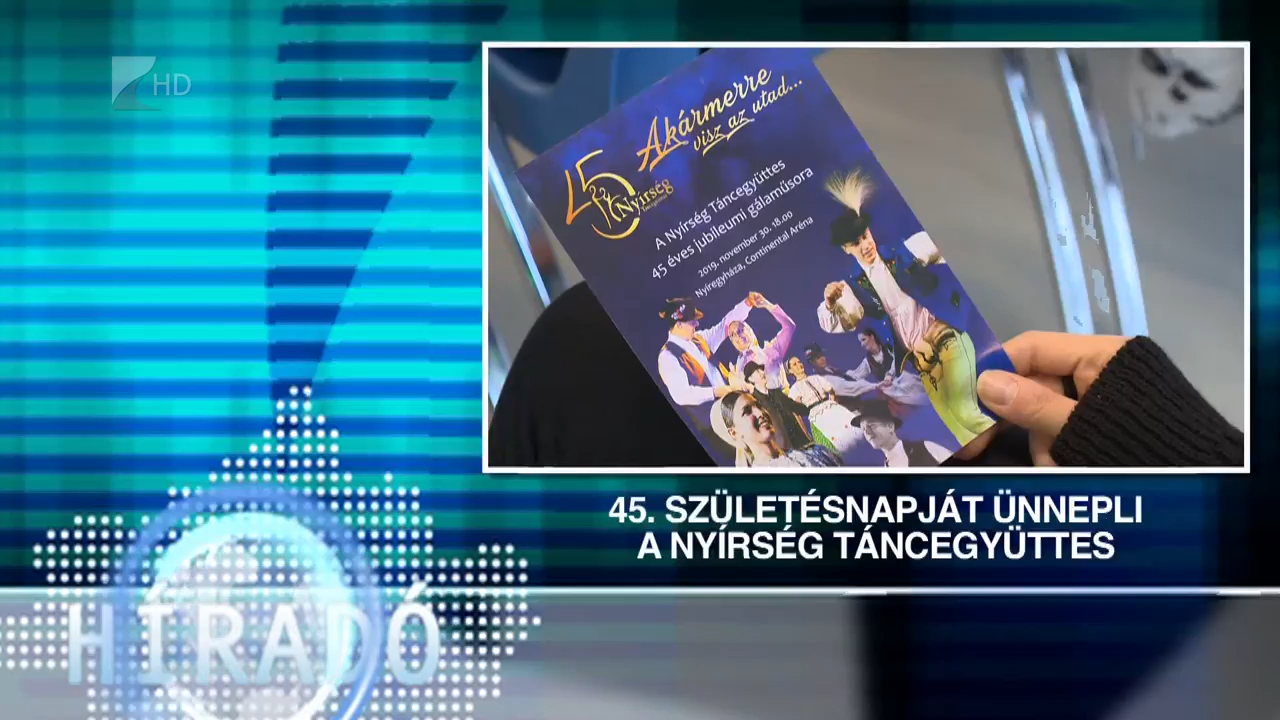 HD
Akármerre
visz az utad...
45
Nyírség
A Nyírség Táncegyüttes
45 éves jubileumi gálaműsora
2019. november 30. 18.00
Nyíregyháza, Continental Aréna
45. SZÜLETÉSNAPJÁT ÜNNEPLI
A NYÍRSÉG TÁNCEGYÜTTES
HÍRADÓ